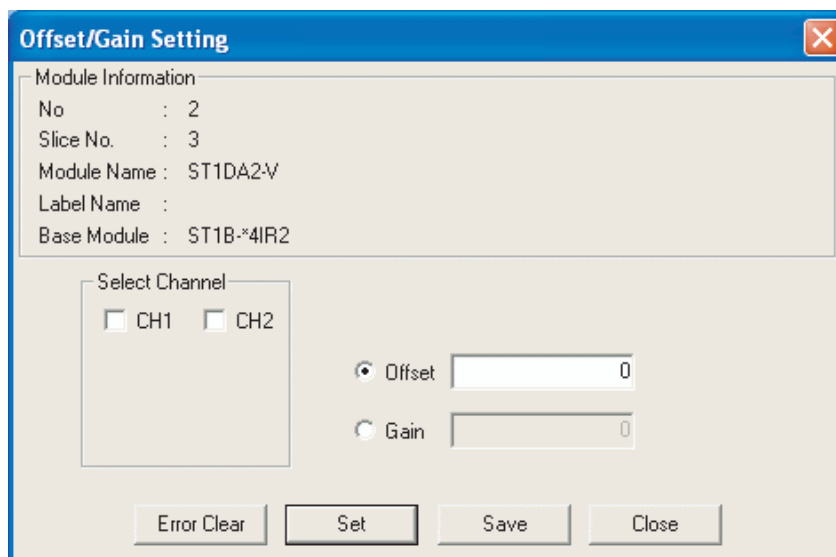 Offset/Gain Setting
Module Information
No : 2
Slice No. : 3
Module Name : ST1DA2-V
Label Name :
Base Module : ST1B-*4IR2
Select Channel
CH1 CH2
Offset 0
Gain 0
Error Clear Set Save Close